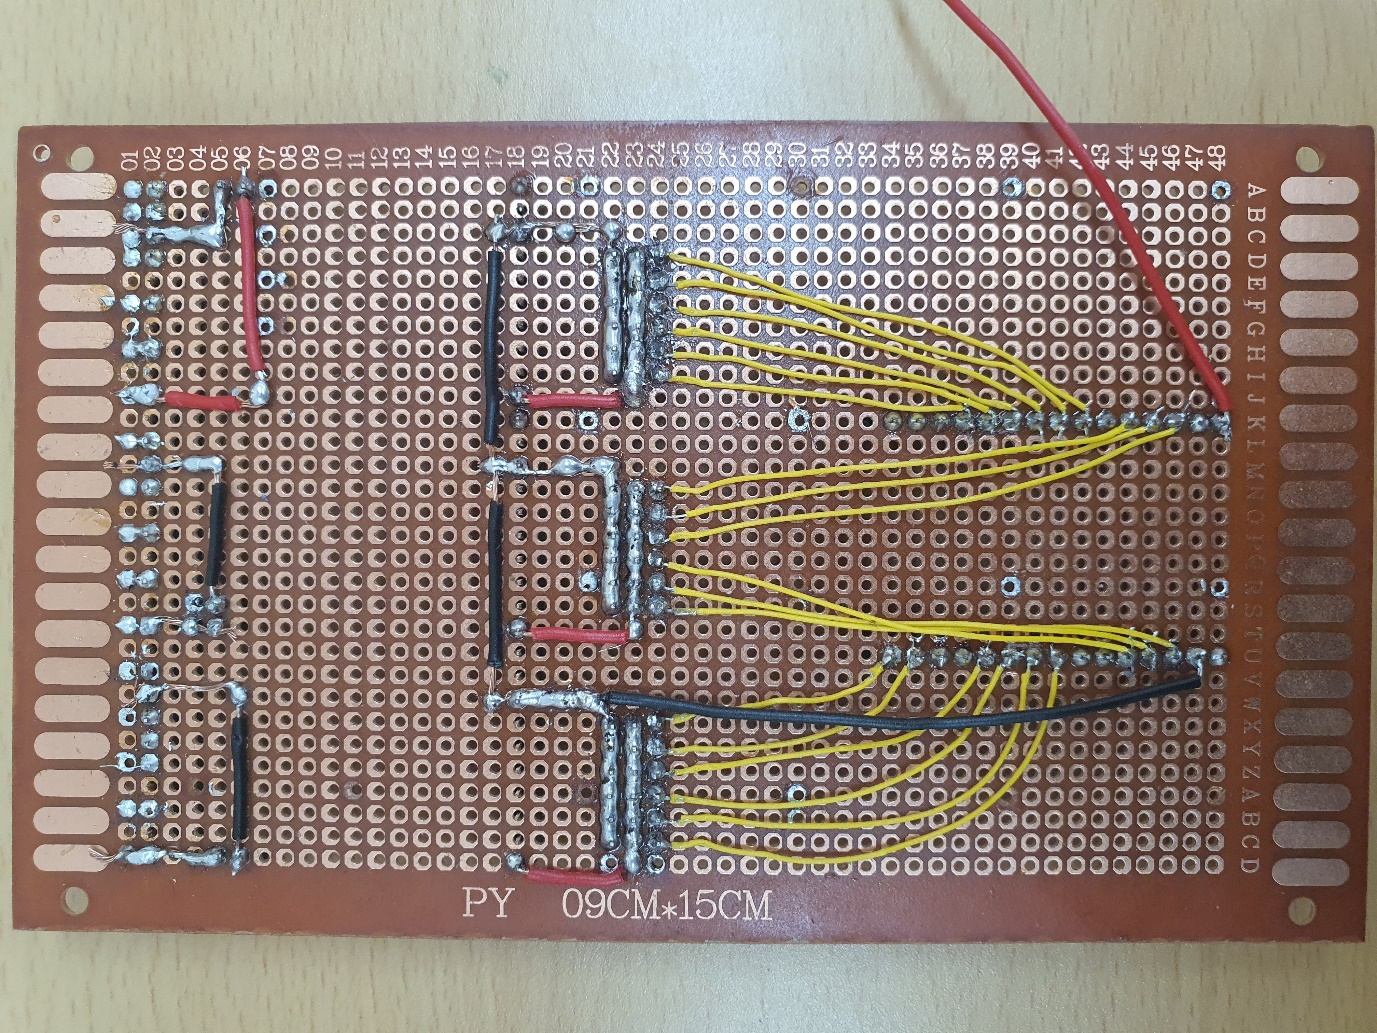 01 02 03 04 05 06 07 08 09 10 11 12 13 14 15 16 17 18 19 20 21 22 23 24 25 26 27 28 29 30 31 32 33 34 35 36 37 38 39 40 41 42 43 44 45 46 47 48
A B C D E F G H I J K L M N O P Q R S T U V W X Y Z A B C D
PY 09CM*15CM